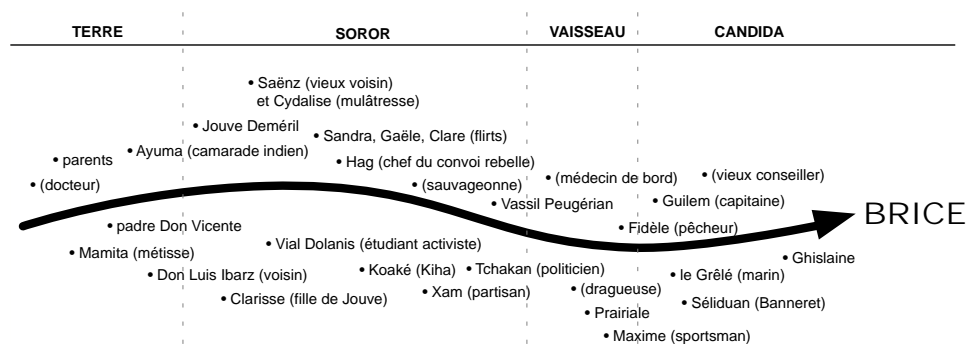 TERRE
SOROR
VAISSEAU
CANDIDA
• Saënz (vieux voisin)
et Cydalise (mulâtresse)
• Jouve Deméril
• Sandra, Gaële, Clare (flirts)
• Ayuma (camarade indien)
• parents
• Hag (chef du convoi rebelle)
• (docteur)
• (sauvageonne)
• (médecin de bord)
• (vieux conseiller)
• Vassil Peugérian
• Guilem (capitaine)
BRICE
• padre Don Vicente
• Fidèle (pêcheur)
• Mamita (métisse)
• Vial Dolanis (étudiant activiste)
• Ghislaine
• Don Luis Ibarz (voisin)
• Koaké (Kiha)
• Tchakan (politicien)
• le Grêlé (marin)
• Clarisse (fille de Jouve)
• Xam (partisan)
• (dragueuse)
• Séliduan (Banneret)
• Prairiale
• Maxime (sportsman)